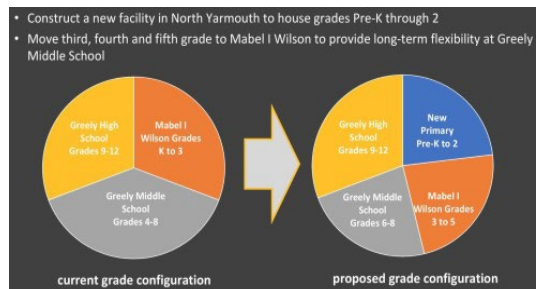 • Construct a new facility in North Yarmouth to house grades Pre-K through 2
• Move third, fourth and fifth grade to Mabel I Wilson to provide long-term flexibility at Greely
Middle School
Greely High
School
Grades 9-12
Mabel I
Wilson Grades
K to 3
Greely Middle
School
Grades 4-8
current grade configuration
Greely High
School
Grades 9-12
New
Primary
Pre-K to 2
Greely Middle
School
Grades 6-8
Mabel I
Wilson Grades
3 to 5
proposed grade configuration